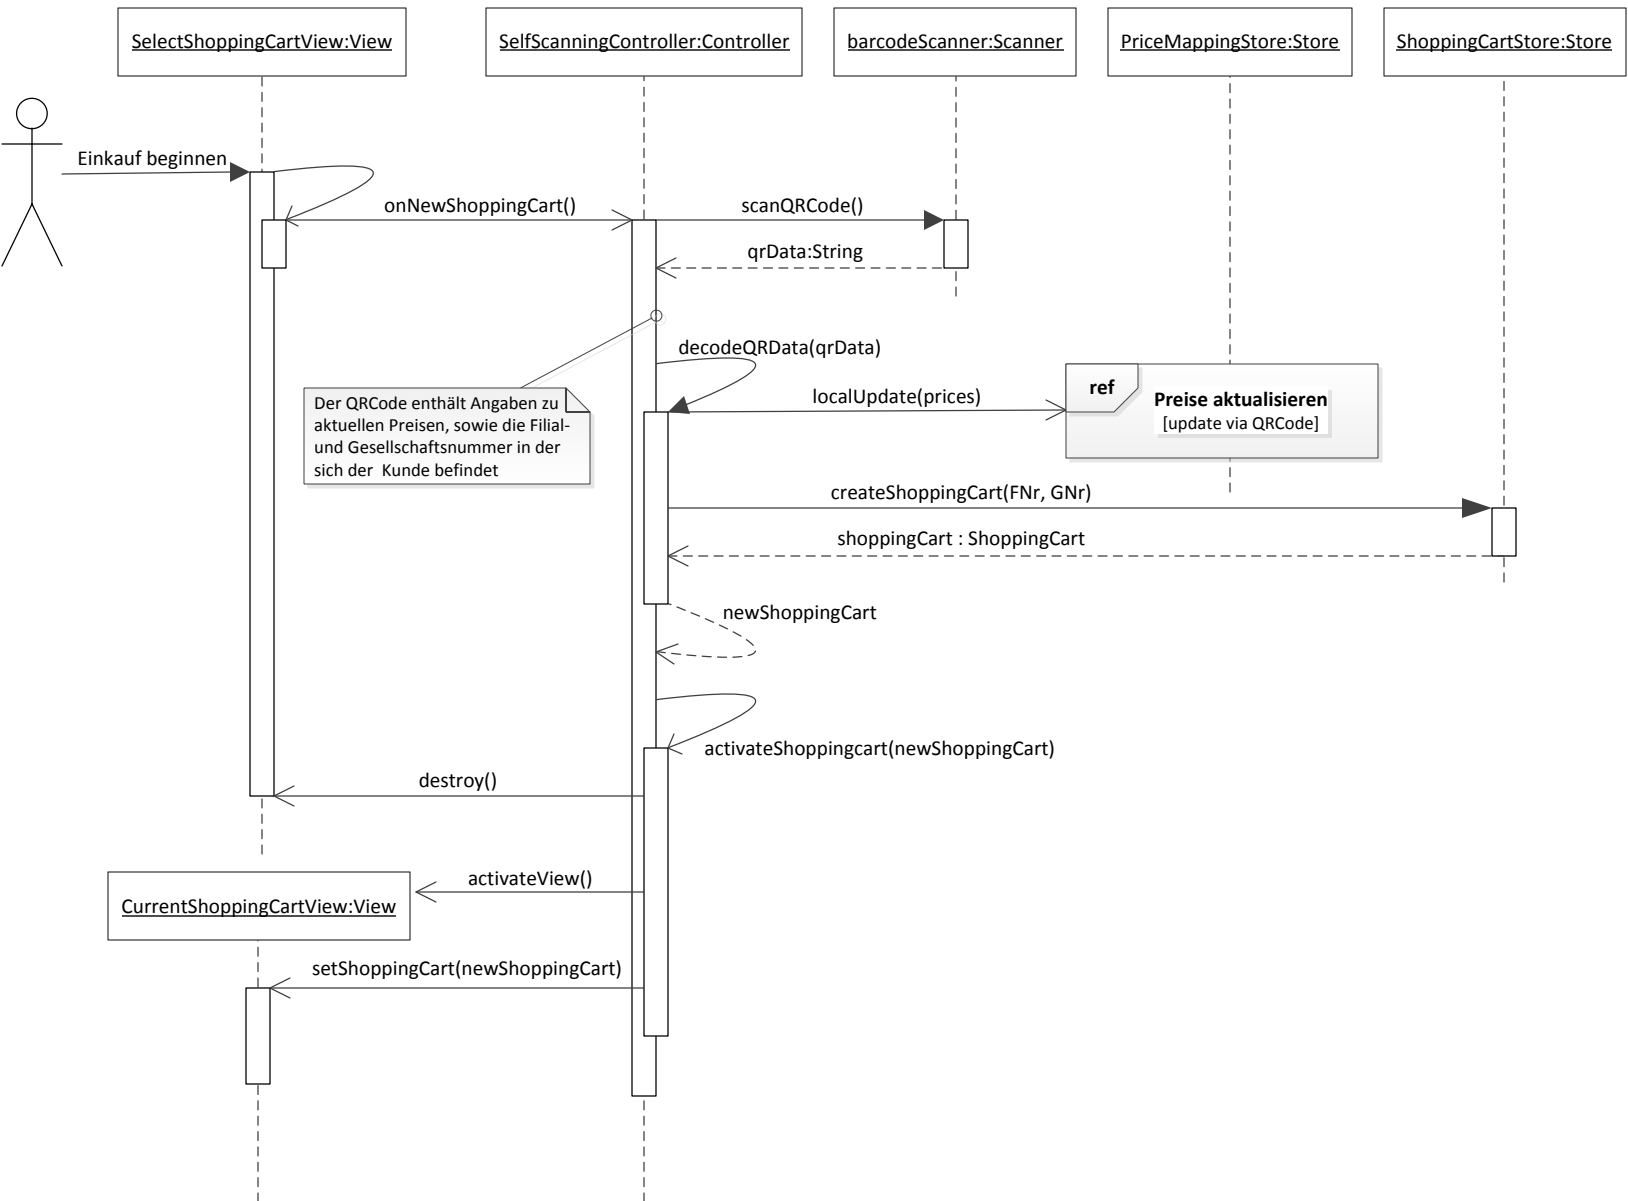 SelectShoppingCartView:View
SelfScanningController:Controller
barcodeScanner:Scanner
PriceMappingStore:Store
ShoppingCartStore:Store
Einkauf beginnen
onNewShoppingCart()
scanQRCode()
qrData:String
decodeQRData(qrData)
Der QRCode enthält Angaben zu
aktuellen Preisen, sowie die Filial-
und Gesellschaftsnummer in der
sich der Kunde befindet
localUpdate(prices)
ref
Preise aktualisieren
[update via QRCode]
createShoppingCart(FNr, GNr)
shoppingCart : ShoppingCart
newShoppingCart
activateShoppingcart(newShoppingCart)
destroy()
activateView()
CurrentShoppingCartView:View
setShoppingCart(newShoppingCart)